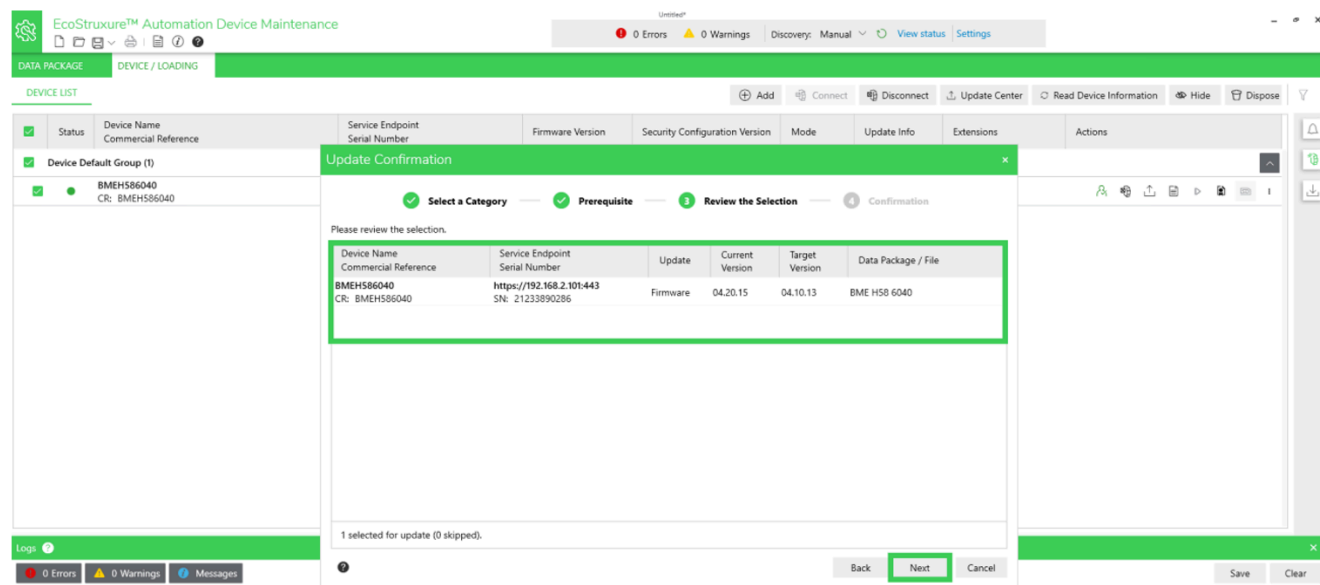 Untitled*
EcoStruxure™ Automation Device Maintenance
0 Errors 0 Warnings Discovery: Manual View status Settings
DATA PACKAGE DEVICE / LOADING
DEVICE LIST
Add Connect Disconnect Update Center Read Device Information Hide Dispose
Status Device Name Service Endpoint Firmware Version Security Configuration Version Mode Update Info Extensions Actions
Commercial Reference Serial Number
Device Default Group (1)
BMEH586040
CR: BMEH586040
Update Confirmation
Select a Category Prerequisite 3 Review the Selection 4 Confirmation
Please review the selection.
Device Name Service Endpoint Update Current Target Data Package / File
Commercial Reference Serial Number Version Version
BMEH586040 https://192.168.2.101:443 Firmware 04.20.15 04.10.13 BME H58 6040
CR: BMEH586040 SN: 21233890286
1 selected for update (0 skipped).
Back Next Cancel
Logs
0 Errors 0 Warnings Messages
Save Clear